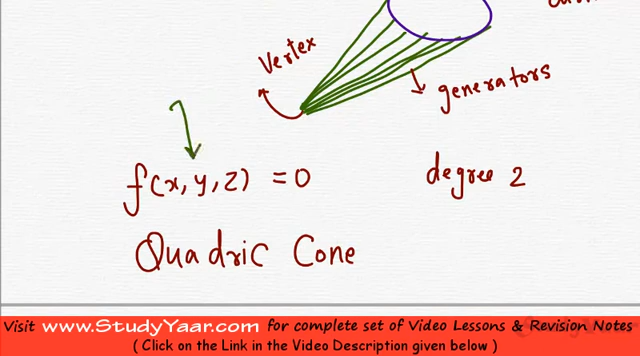 Vertex
generators
f(x, y, z) = 0
degree 2
Quadric Cone
Visit www.StudyYaar.com for complete set of Video Lessons & Revision Notes
( Click on the Link in the Video Description given below )